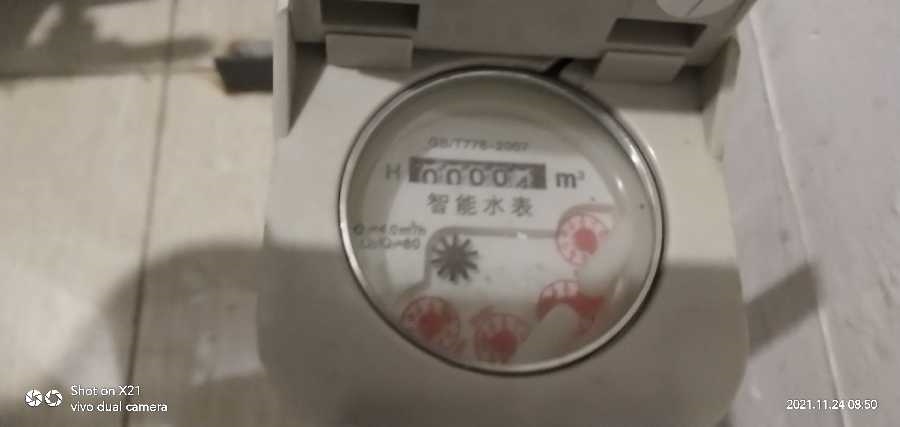 GB/T778-2007
H 00004 m³
智能水表
Shot on X21
vivo dual camera
2021.11.24 08:50